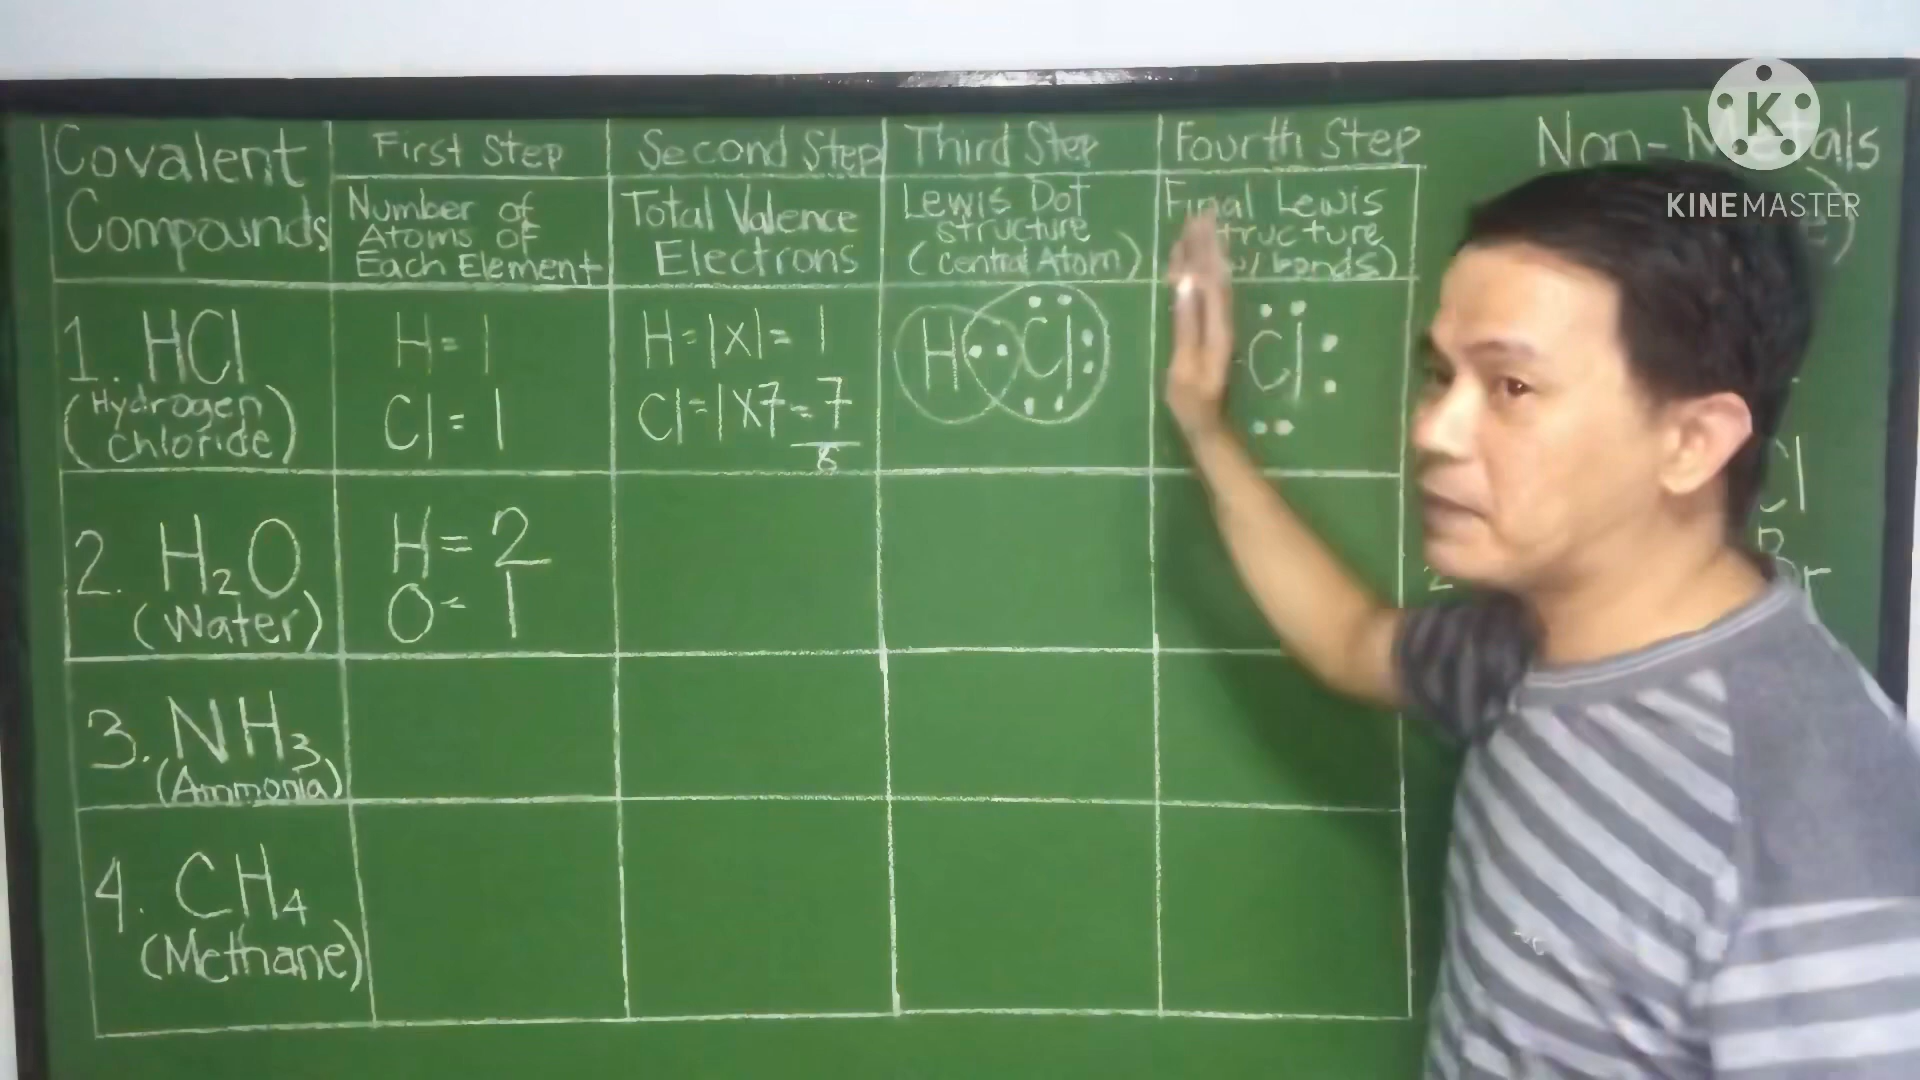 Covalent
Compounds
First Step
Second Step
Third Step
Fourth Step
Number of
Atoms of
Each Element
Total Valence
Electrons
Lewis Dot
structure
(Central Atom)
Final Lewis
structure
w/ bonds)
1. HCl
(Hydrogen
Chloride)
H = 1
Cl = 1
H = 1x1 = 1
Cl = 1x7 = 7
8
H Cl
Cl
2. H₂O
(Water)
H = 2
O = 1
3. NH₃
(Ammonia)
4. CH₄
(Methane)
Non-Metals
Br
K
KINEMASTER